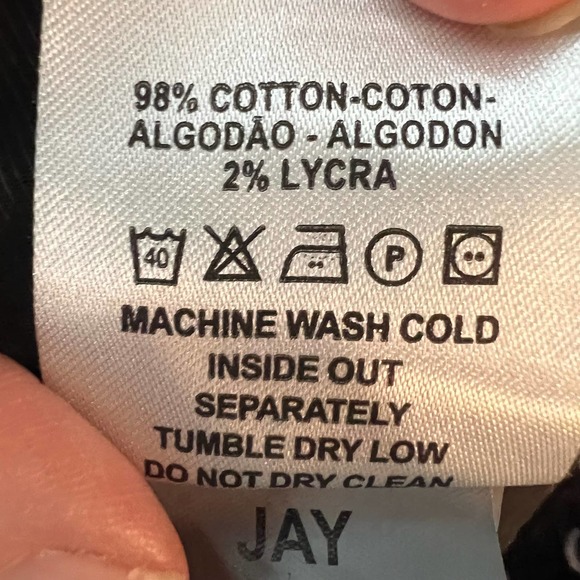 98% COTTON-COTON-
ALGODÃO - ALGODON
2% LYCRA
40 P
MACHINE WASH COLD
INSIDE OUT
SEPARATELY
TUMBLE DRY LOW
DO NOT DRY CLEAN
JAY